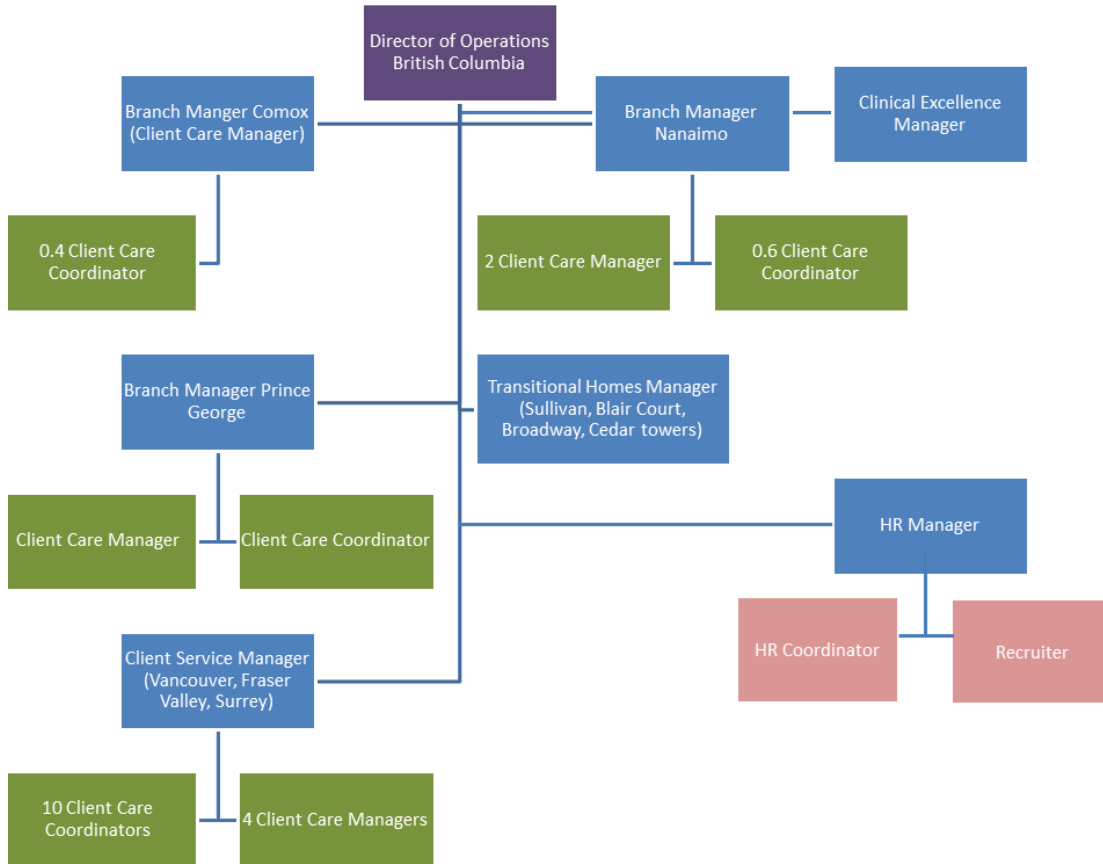 Director of Operations
British Columbia
Branch Manger Comox
(Client Care Manager)
Branch Manager
Nanaimo
Clinical Excellence
Manager
0.4 Client Care
Coordinator
2 Client Care Manager
0.6 Client Care
Coordinator
Branch Manager Prince
George
Transitional Homes Manager
(Sullivan, Blair Court,
Broadway, Cedar towers)
Client Care Manager
Client Care Coordinator
HR Manager
HR Coordinator
Recruiter
Client Service Manager
(Vancouver, Fraser
Valley, Surrey)
10 Client Care
Coordinators
4 Client Care Managers